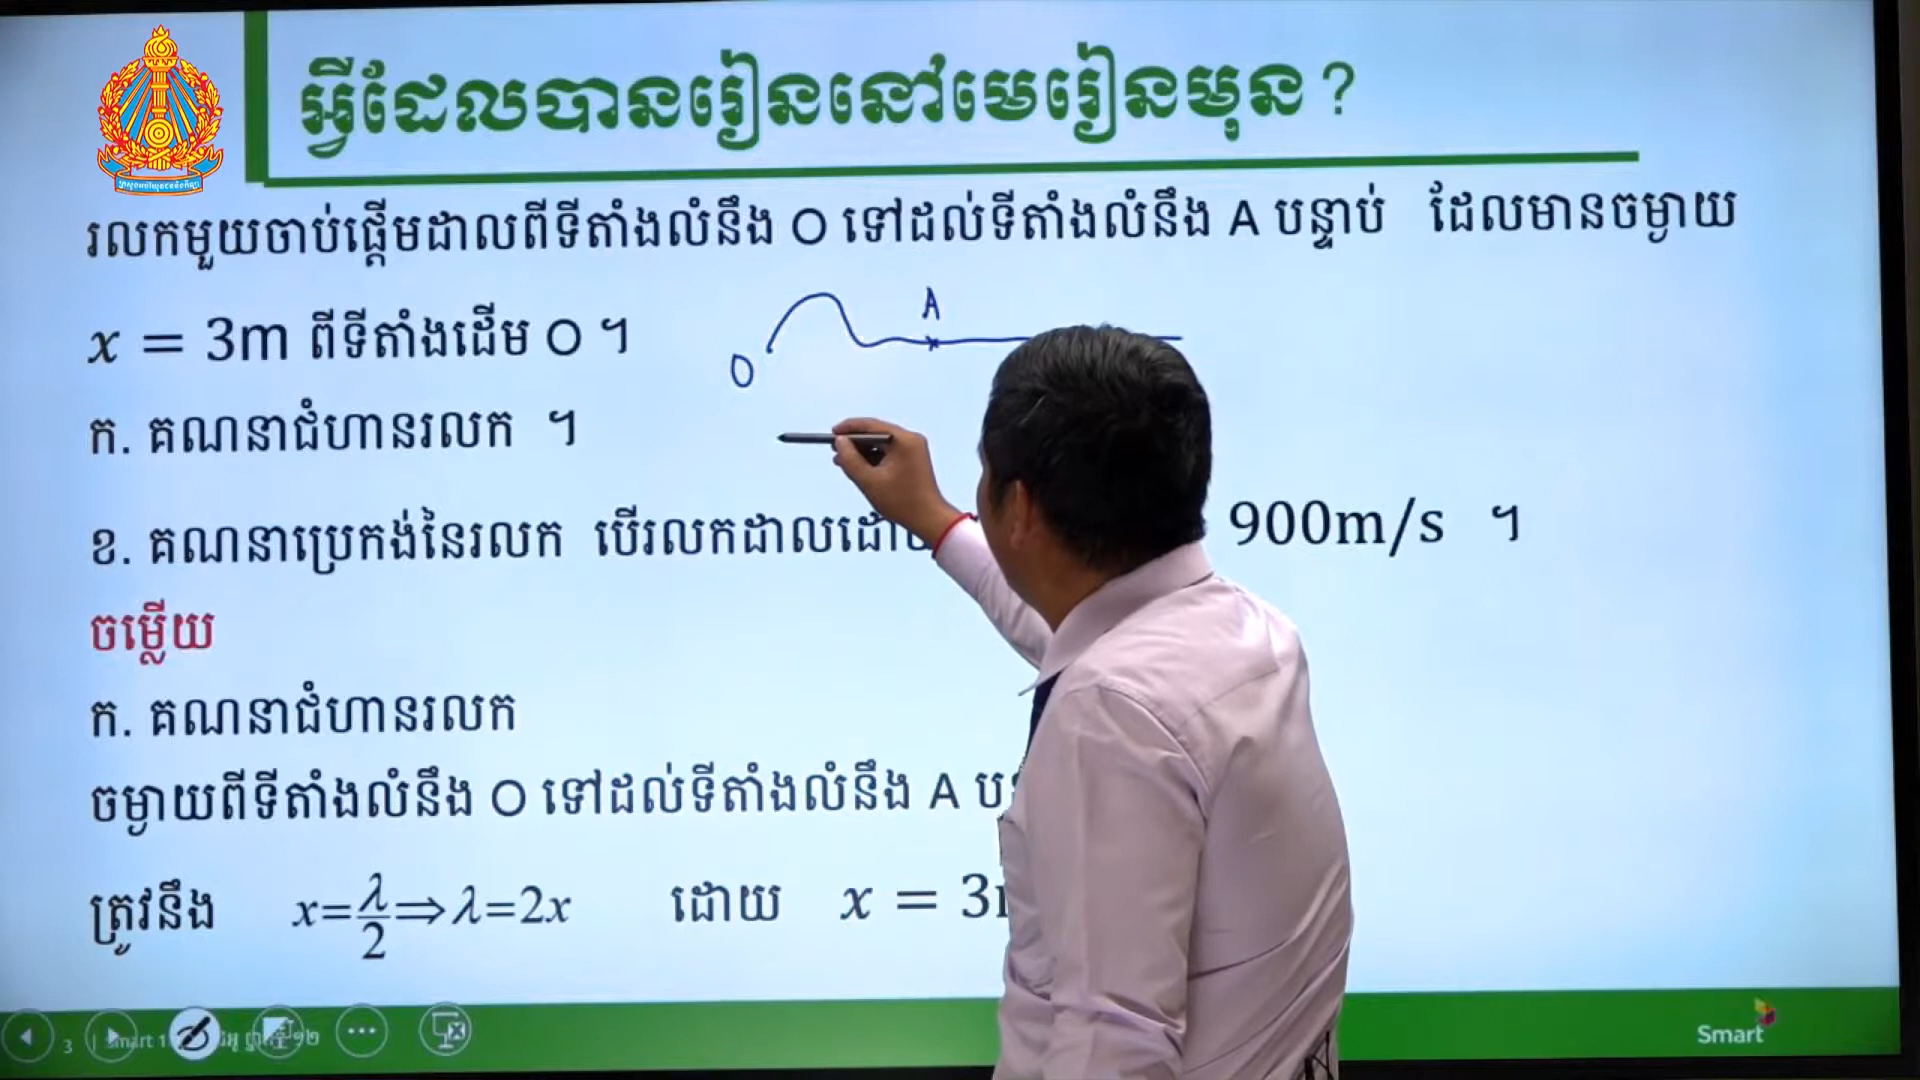 អ្វីដែលបានរៀននៅមេរៀនមុន?
រលកមួយចាប់ផ្តើមដាលពីទីតាំងលំនឹង O ទៅដល់ទីតាំងលំនឹង A បន្ទាប់ ដែលមានចម្ងាយ
x = 3m ពីទីតាំងដើម O ។
A
O
ក. គណនាជំហានរលក ។
ខ. គណនាប្រេកង់នៃរលក បើរលកដាលដោ 900m/s ។
ចម្លើយ
ក. គណនាជំហានរលក
ចម្ងាយពីទីតាំងលំនឹង O ទៅដល់ទីតាំងលំនឹង A ប
ត្រូវនឹង x=λ/2⇒λ=2x ដោយ x = 3
3 | Smart 1
១២
Smart